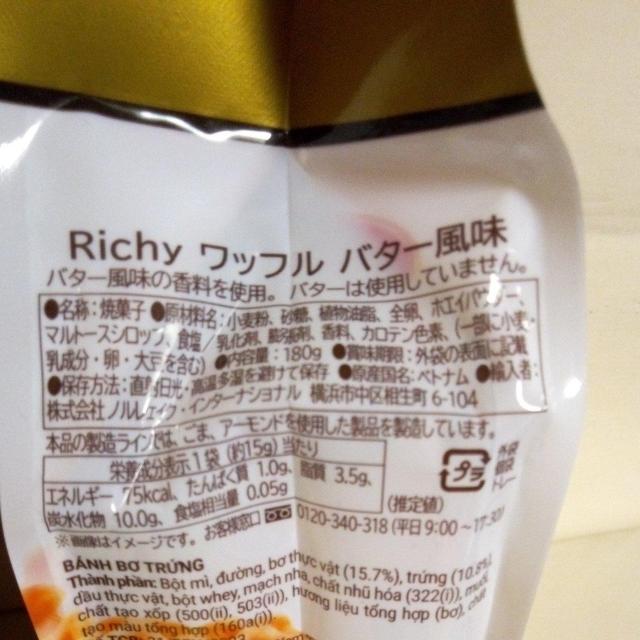 Richy ワッフル バター風味
バター風味の香料を使用。バターは使用していません。
●名称:焼菓子 ●原材料名:小麦粉、砂糖、植物油脂、全卵、ホエイパウダー、
マルトースシロップ、食塩/乳化剤、膨張剤、香料、カロテン色素、(一部に小麦・
乳成分・卵・大豆を含む) ●内容量:180g ●賞味期限:外袋の表面に記載
●保存方法:直射日光・高温多湿を避けて保存 ●原産国名:ベトナム ●輸入者:
株式会社ノルレェイク・インターナショナル 横浜市中区相生町 6-104
本品の製造ラインでは、ごま、アーモンドを使用した製品を製造しています。
栄養成分表示 1袋(約15g)当たり
エネルギー 75kcal、たんぱく質 1.0g、脂質 3.5g、
炭水化物 10.0g、食塩相当量 0.05g (推定値)
プラ
外袋
個袋
トレー
※画像はイメージです。 お客様窓口 0120-340-318 (平日 9:00~17:30)
BÁNH BƠ TRỨNG
Thành phần: Bột mì, đường, bơ thực vật (15.7%), trứng (10.8%),
dầu thực vật, bột whey, mạch nha, chất nhũ hóa (322(i)), muối,
chất tạo xốp (500(ii), 503(ii)), hương liệu tổng hợp (bơ), chất
tạo màu tổng hợp (160a(i))